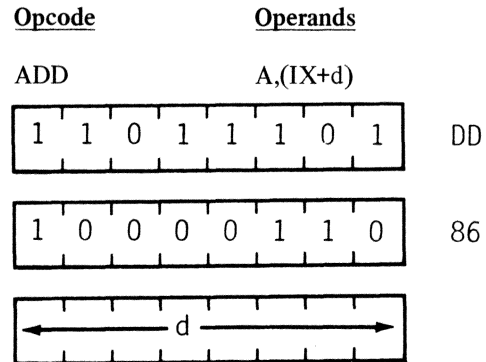 Opcode Operands
ADD A,(IX+d)
1 1 0 1 1 1 0 1 DD
1 0 0 0 0 1 1 0 86
d